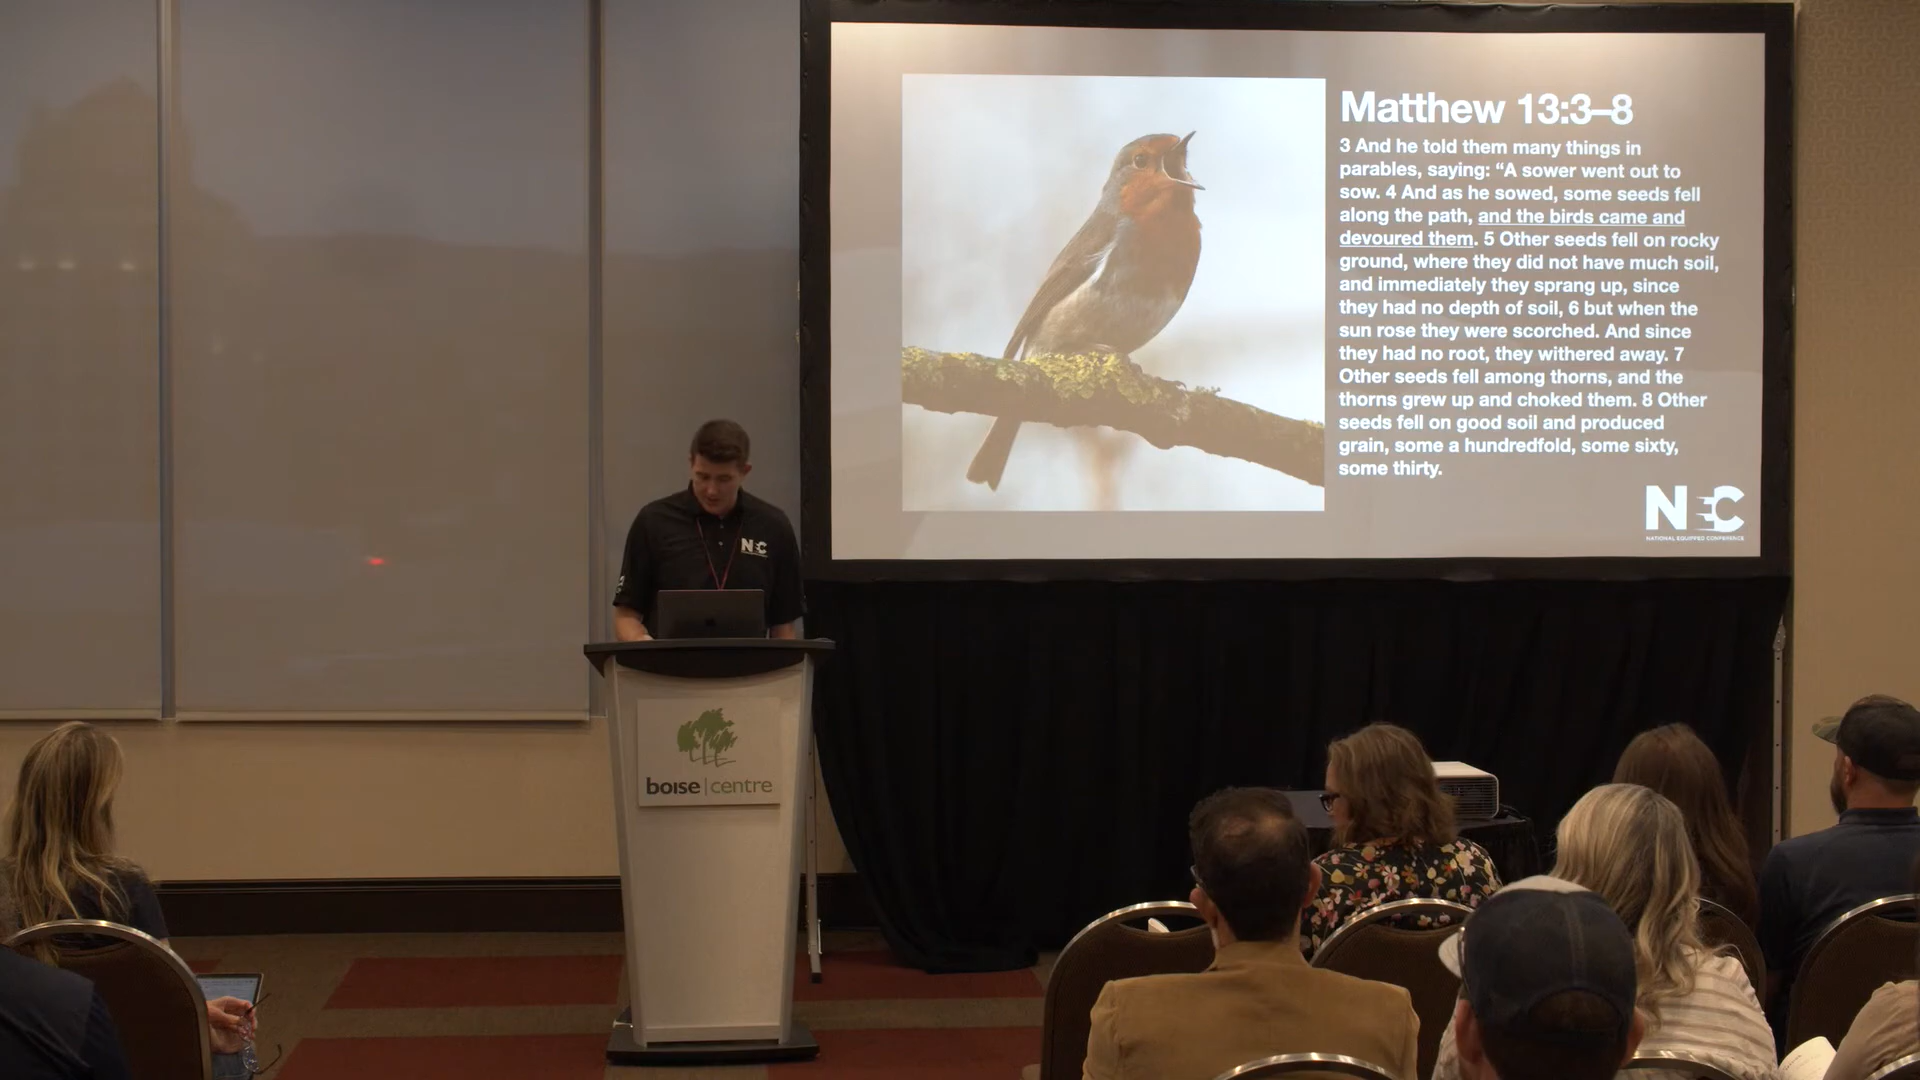 Matthew 13:3–8
3 And he told them many things in
parables, saying: “A sower went out to
sow. 4 And as he sowed, some seeds fell
along the path, and the birds came and
devoured them. 5 Other seeds fell on rocky
ground, where they did not have much soil,
and immediately they sprang up, since
they had no depth of soil, 6 but when the
sun rose they were scorched. And since
they had no root, they withered away. 7
Other seeds fell among thorns, and the
thorns grew up and choked them. 8 Other
seeds fell on good soil and produced
grain, some a hundredfold, some sixty,
some thirty.
NEC
NATIONAL EQUIPPED CONFERENCE
NEC
boise | centre